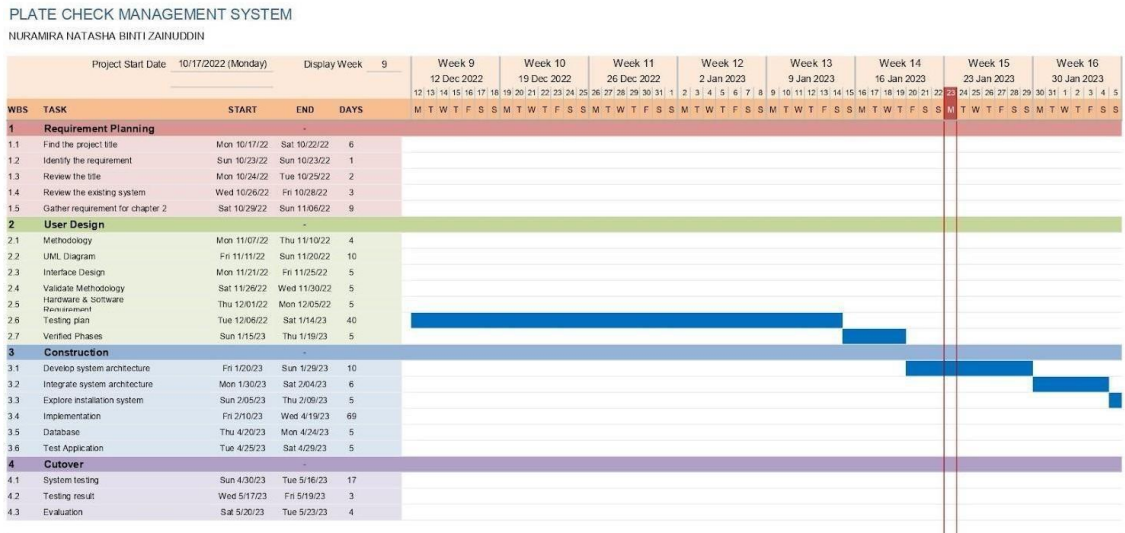 PLATE CHECK MANAGEMENT SYSTEM
NURAMIRA NATASHA BINTI ZAINUDDIN
Project Start Date 10/17/2022 (Monday) Display Week 9 Week 9 Week 10 Week 11 Week 12 Week 13 Week 14 Week 15 Week 16
12 Dec 2022 19 Dec 2022 26 Dec 2022 2 Jan 2023 9 Jan 2023 16 Jan 2023 23 Jan 2023 30 Jan 2023
12 13 14 15 16 17 18 19 20 21 22 23 24 25 26 27 28 29 30 31 1 2 3 4 5 6 7 8 9 10 11 12 13 14 15 16 17 18 19 20 21 22 23 24 25 26 27 28 29 30 31 1 2 3 4 5
WBS TASK START END DAYS M T W T F S S M T W T F S S M T W T F S S M T W T F S S M T W T F S S M T W T F S S M T W T F S S M T W T F S S
1 Requirement Planning -
1.1 Find the project title Mon 10/17/22 Sat 10/22/22 6
1.2 Identify the requirement Sun 10/23/22 Sun 10/23/22 1
1.3 Review the title Mon 10/24/22 Tue 10/25/22 2
1.4 Review the existing system Wed 10/26/22 Fri 10/28/22 3
1.5 Gather requirement for chapter 2 Sat 10/29/22 Sun 11/06/22 9
2 User Design -
2.1 Methodology Mon 11/07/22 Thu 11/10/22 4
2.2 UML Diagram Fri 11/11/22 Sun 11/20/22 10
2.3 Interface Design Mon 11/21/22 Fri 11/25/22 5
2.4 Validate Methodology Sat 11/26/22 Wed 11/30/22 5
2.5 Hardware & Software Requirement Thu 12/01/22 Mon 12/05/22 5
2.6 Testing plan Tue 12/06/22 Sat 1/14/23 40
2.7 Verified Phases Sun 1/15/23 Thu 1/19/23 5
3 Construction -
3.1 Develop system architecture Fri 1/20/23 Sun 1/29/23 10
3.2 Integrate system architecture Mon 1/30/23 Sat 2/04/23 6
3.3 Explore installation system Sun 2/05/23 Thu 2/09/23 5
3.4 Implementation Fri 2/10/23 Wed 4/19/23 69
3.5 Database Thu 4/20/23 Mon 4/24/23 5
3.6 Test Application Tue 4/25/23 Sat 4/29/23 5
4 Cutover -
4.1 System testing Sun 4/30/23 Tue 5/16/23 17
4.2 Testing result Wed 5/17/23 Fri 5/19/23 3
4.3 Evaluation Sat 5/20/23 Tue 5/23/23 4